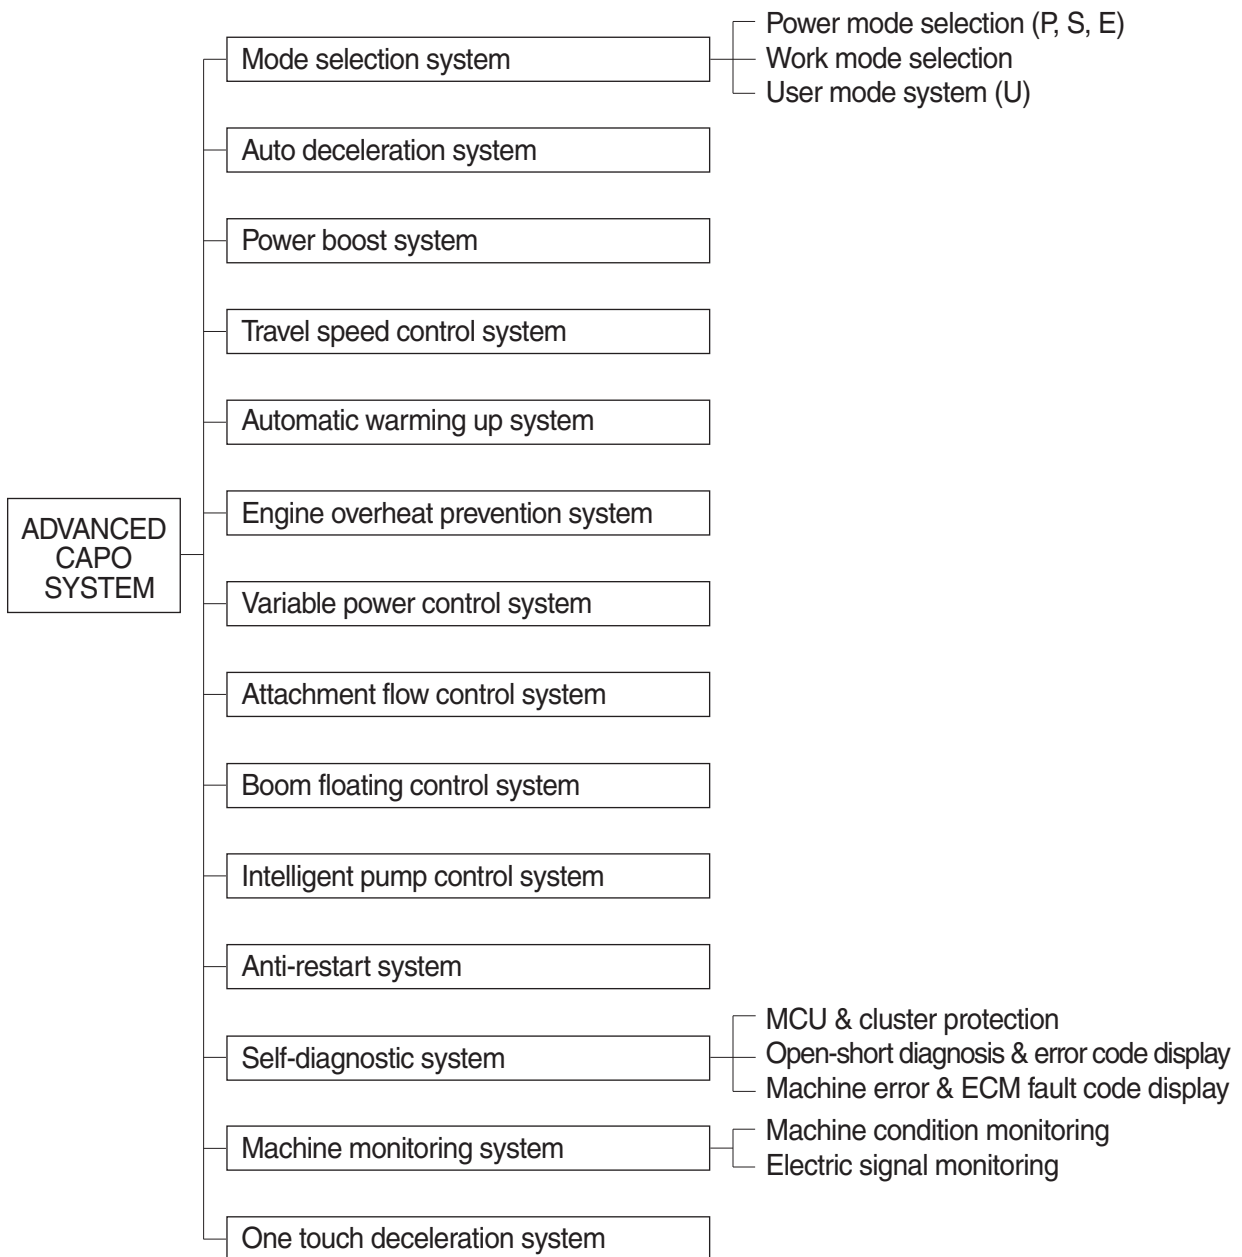 Mode selection system
Power mode selection (P, S, E)
Work mode selection
User mode system (U)
Auto deceleration system
Power boost system
Travel speed control system
Automatic warming up system
Engine overheat prevention system
ADVANCED
CAPO
SYSTEM
Variable power control system
Attachment flow control system
Boom floating control system
Intelligent pump control system
Anti-restart system
Self-diagnostic system
MCU & cluster protection
Open-short diagnosis & error code display
Machine error & ECM fault code display
Machine monitoring system
Machine condition monitoring
Electric signal monitoring
One touch deceleration system